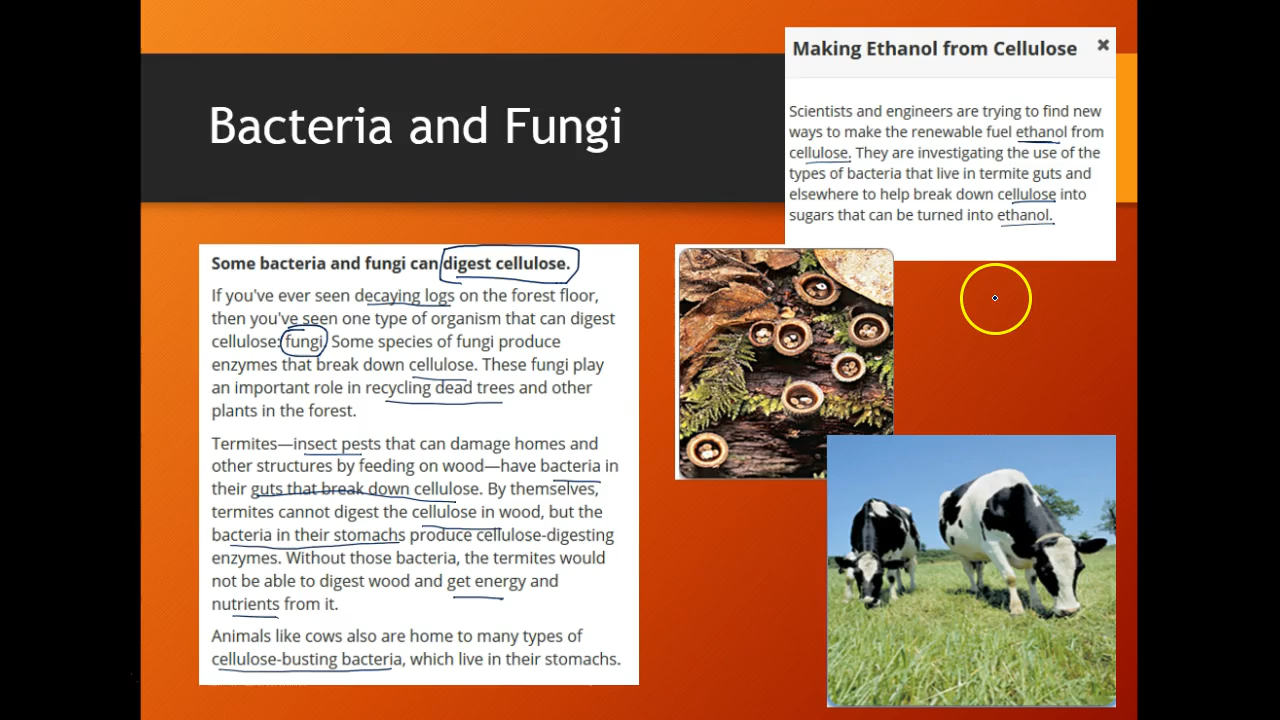 Bacteria and Fungi
Making Ethanol from Cellulose ×
Scientists and engineers are trying to find new
ways to make the renewable fuel ethanol from
cellulose. They are investigating the use of the
types of bacteria that live in termite guts and
elsewhere to help break down cellulose into
sugars that can be turned into ethanol.
Some bacteria and fungi can digest cellulose.
If you've ever seen decaying logs on the forest floor,
then you've seen one type of organism that can digest
cellulose: fungi. Some species of fungi produce
enzymes that break down cellulose. These fungi play
an important role in recycling dead trees and other
plants in the forest.
Termites—insect pests that can damage homes and
other structures by feeding on wood—have bacteria in
their guts that break down cellulose. By themselves,
termites cannot digest the cellulose in wood, but the
bacteria in their stomachs produce cellulose-digesting
enzymes. Without those bacteria, the termites would
not be able to digest wood and get energy and
nutrients from it.
Animals like cows also are home to many types of
cellulose-busting bacteria, which live in their stomachs.